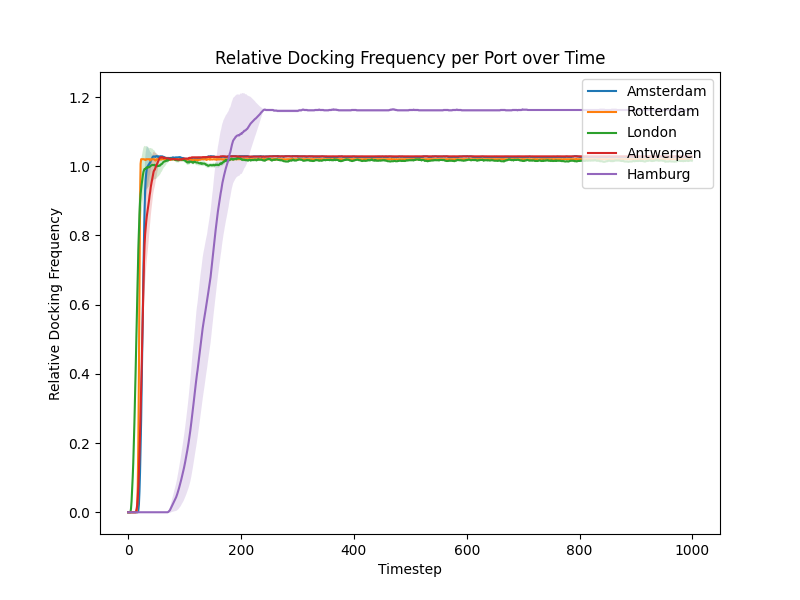 Relative Docking Frequency per Port over Time
Relative Docking Frequency
1.2
1.0
0.8
0.6
0.4
0.2
0.0
Amsterdam
Rotterdam
London
Antwerpen
Hamburg
0 200 400 600 800 1000
Timestep